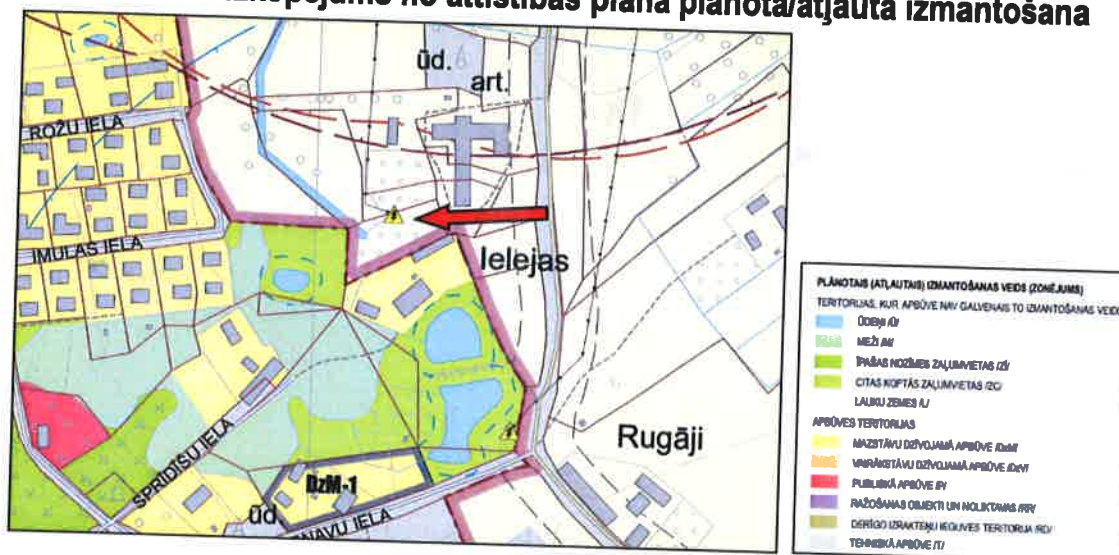 plāna plānotā/atļautā izmantošana
ūd.
art.
ROŽU IELA
IMULAS IELA
Ielejas
SPRĪDĪŠU IELA
DzM-1
ūd.
Rugāji
PLĀNOTAIS (ATĻAUTAIS) IZMANTOŠANAS VEIDS (ZONĒJUMS)
TERITORIJAS, KUR APBŪVE NAV GALVENAIS TO IZMANTOŠANAS VEIDS
ŪDEŅI /Ū/
MEŽI /M/
ĪPAŠAS NOZĪMES ZAĻUMVIETAS /ZĪ/
CITAS KOPTĀS ZAĻUMVIETAS /ZC/
LAUKU ZEMES /L/
APBŪVES TERITORIJAS
MAZSTĀVU DZĪVOJAMĀ APBŪVE /DzM/
VAIRĀKSTĀVU DZĪVOJAMĀ APBŪVE /DzV/
PUBLISKĀ APBŪVE /P/
RAŽOŠANAS OBJEKTI UN NOLIKTAVAS /RR/
DERĪGO IZRAKTEŅU IEGUVES TERITORIJA /RD/
TEHNISKĀ APBŪVE /T/